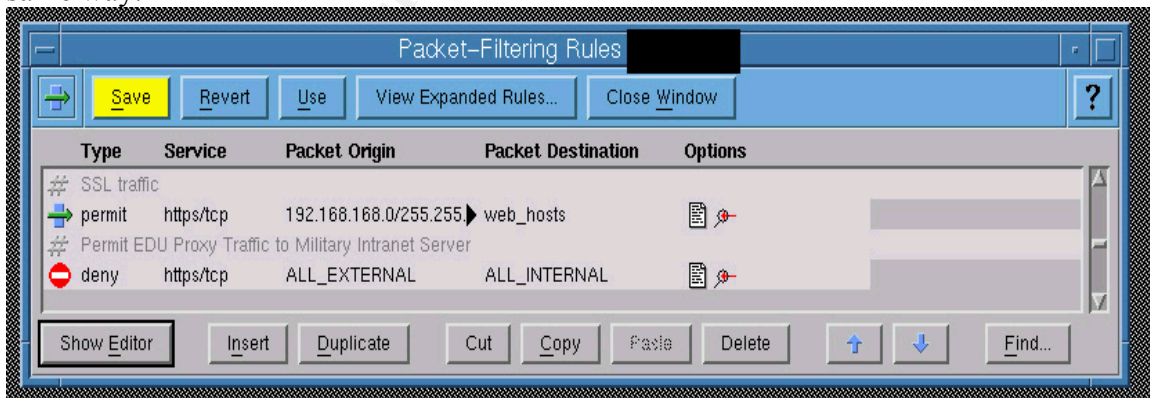 Packet-Filtering Rules
Save Revert Use View Expanded Rules... Close Window ?
Type Service Packet Origin Packet Destination Options
# SSL traffic
permit https/tcp 192.168.168.0/255.255. web_hosts
# Permit EDU Proxy Traffic to Military Intranet Server
deny https/tcp ALL_EXTERNAL ALL_INTERNAL
Show Editor Insert Duplicate Cut Copy Paste Delete Find...